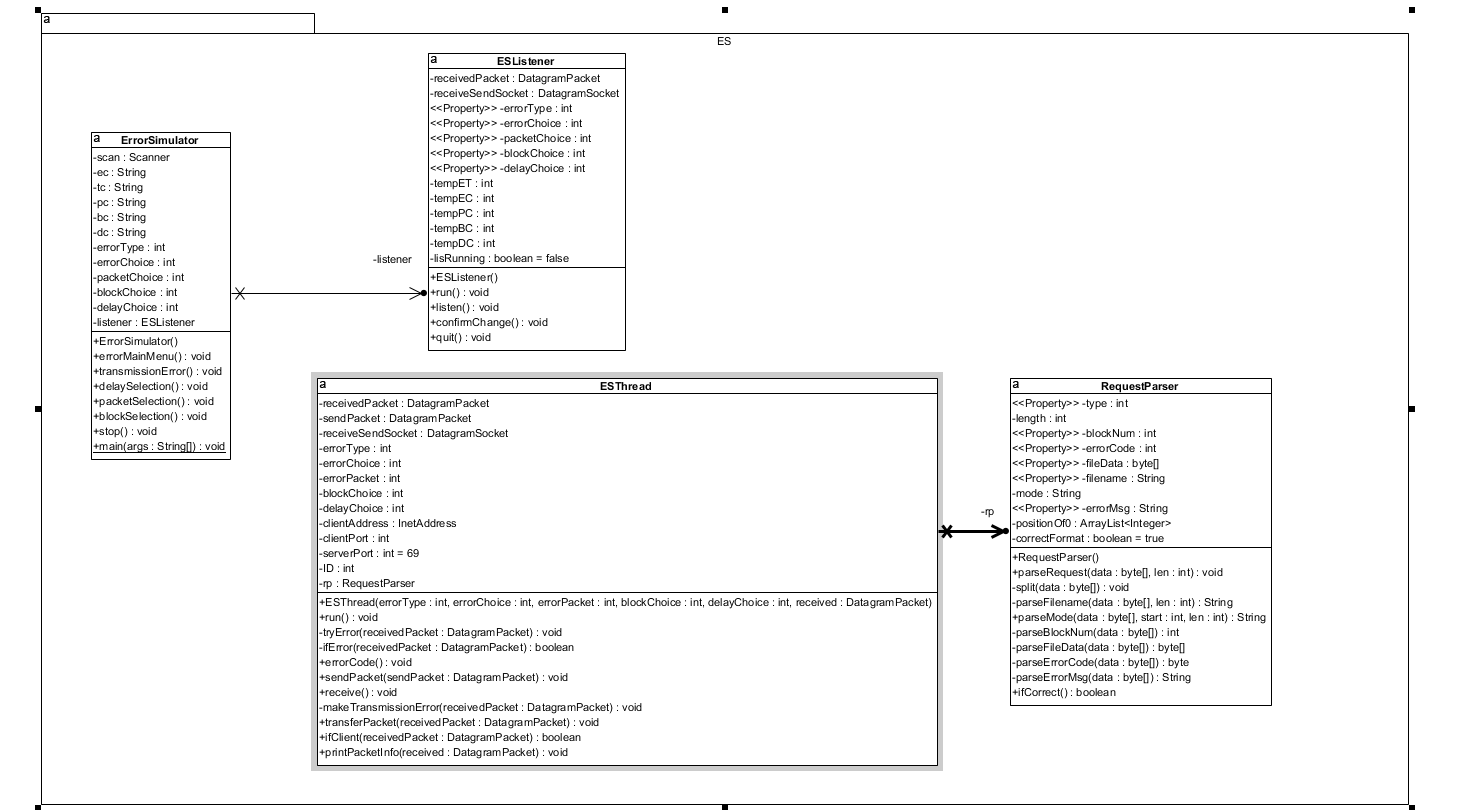 a
ES
a
ESListener
-receivedPacket : DatagramPacket
-receiveSendSocket : DatagramSocket
<<Property>> -errorType : int
<<Property>> -errorChoice : int
<<Property>> -packetChoice : int
<<Property>> -blockChoice : int
<<Property>> -delayChoice : int
-tempET : int
-tempEC : int
-tempPC : int
-tempBC : int
-tempDC : int
-lisRunning : boolean = false
+ESListener()
+run() : void
+listen() : void
+confirmChange() : void
+quit() : void
a
ErrorSimulator
-scan : Scanner
-ec : String
-tc : String
-pc : String
-bc : String
-dc : String
-errorType : int
-errorChoice : int
-packetChoice : int
-blockChoice : int
-delayChoice : int
-listener : ESListener
+ErrorSimulator()
+errorMainMenu() : void
+transmissionError() : void
+delaySelection() : void
+packetSelection() : void
+blockSelection() : void
+stop() : void
+main(args : String[]) : void
-listener
a
ESThread
-receivedPacket : DatagramPacket
-sendPacket : DatagramPacket
-receiveSendSocket : DatagramSocket
-errorType : int
-errorChoice : int
-errorPacket : int
-blockChoice : int
-delayChoice : int
-clientAddress : InetAddress
-clientPort : int
-serverPort : int = 69
-ID : int
-rp : RequestParser
+ESThread(errorType : int, errorChoice : int, errorPacket : int, blockChoice : int, delayChoice : int, received : DatagramPacket)
+run() : void
-tryError(receivedPacket : DatagramPacket) : void
-ifError(receivedPacket : DatagramPacket) : boolean
+errorCode() : void
+sendPacket(sendPacket : DatagramPacket) : void
+receive() : void
-makeTransmissionError(receivedPacket : DatagramPacket) : void
+transferPacket(receivedPacket : DatagramPacket) : void
+ifClient(receivedPacket : DatagramPacket) : boolean
+printPacketInfo(received : DatagramPacket) : void
-rp
a
RequestParser
<<Property>> -type : int
-length : int
<<Property>> -blockNum : int
<<Property>> -errorCode : int
<<Property>> -fileData : byte[]
<<Property>> -filename : String
-mode : String
<<Property>> -errorMsg : String
-positionOf0 : ArrayList<Integer>
-correctFormat : boolean = true
+RequestParser()
+parseRequest(data : byte[], len : int) : void
-split(data : byte[]) : void
-parseFilename(data : byte[], len : int) : String
+parseMode(data : byte[], start : int, len : int) : String
-parseBlockNum(data : byte[]) : int
-parseFileData(data : byte[]) : byte[]
-parseErrorCode(data : byte[]) : byte
-parseErrorMsg(data : byte[]) : String
+ifCorrect() : boolean